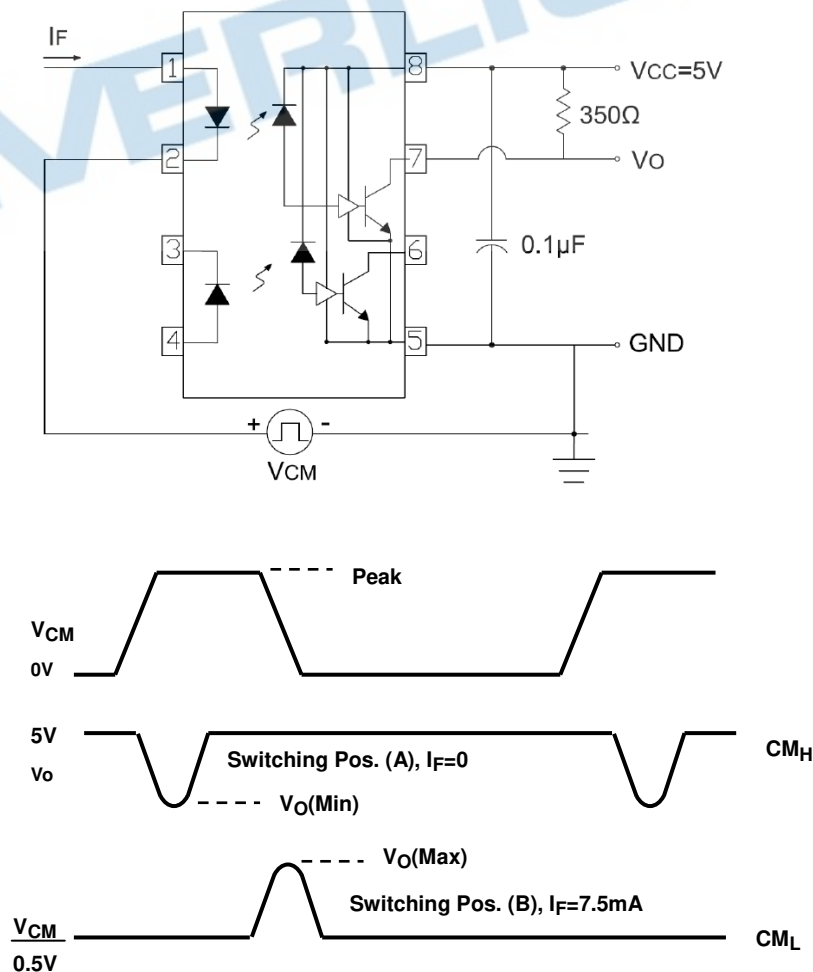 EVERLIGHT
IF
1
8
VCC=5V
350Ω
2
7
VO
3
6
0.1µF
4
5
GND
+
-
VCM
Peak
VCM
0V
5V
Switching Pos. (A), IF=0
CMH
Vo
VO(Min)
VO(Max)
Switching Pos. (B), IF=7.5mA
VCM
CML
0.5V